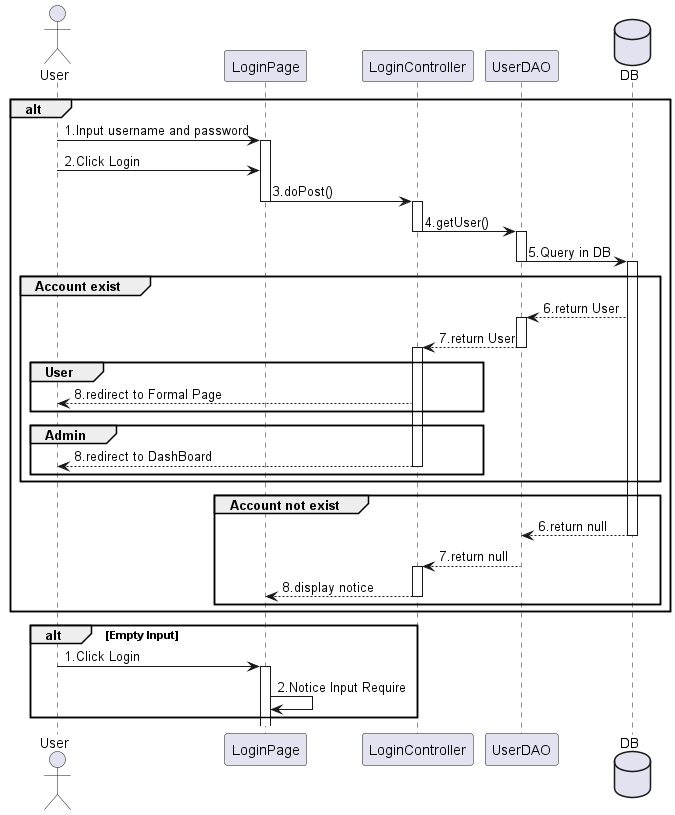 User
LoginPage
LoginController
UserDAO
DB
alt
1.Input username and password
2.Click Login
3.doPost()
4.getUser()
5.Query in DB
Account exist
6.return User
7.return User
User
8.redirect to Formal Page
Admin
8.redirect to DashBoard
Account not exist
6.return null
7.return null
8.display notice
alt [Empty Input]
1.Click Login
2.Notice Input Require
User
LoginPage
LoginController
UserDAO
DB